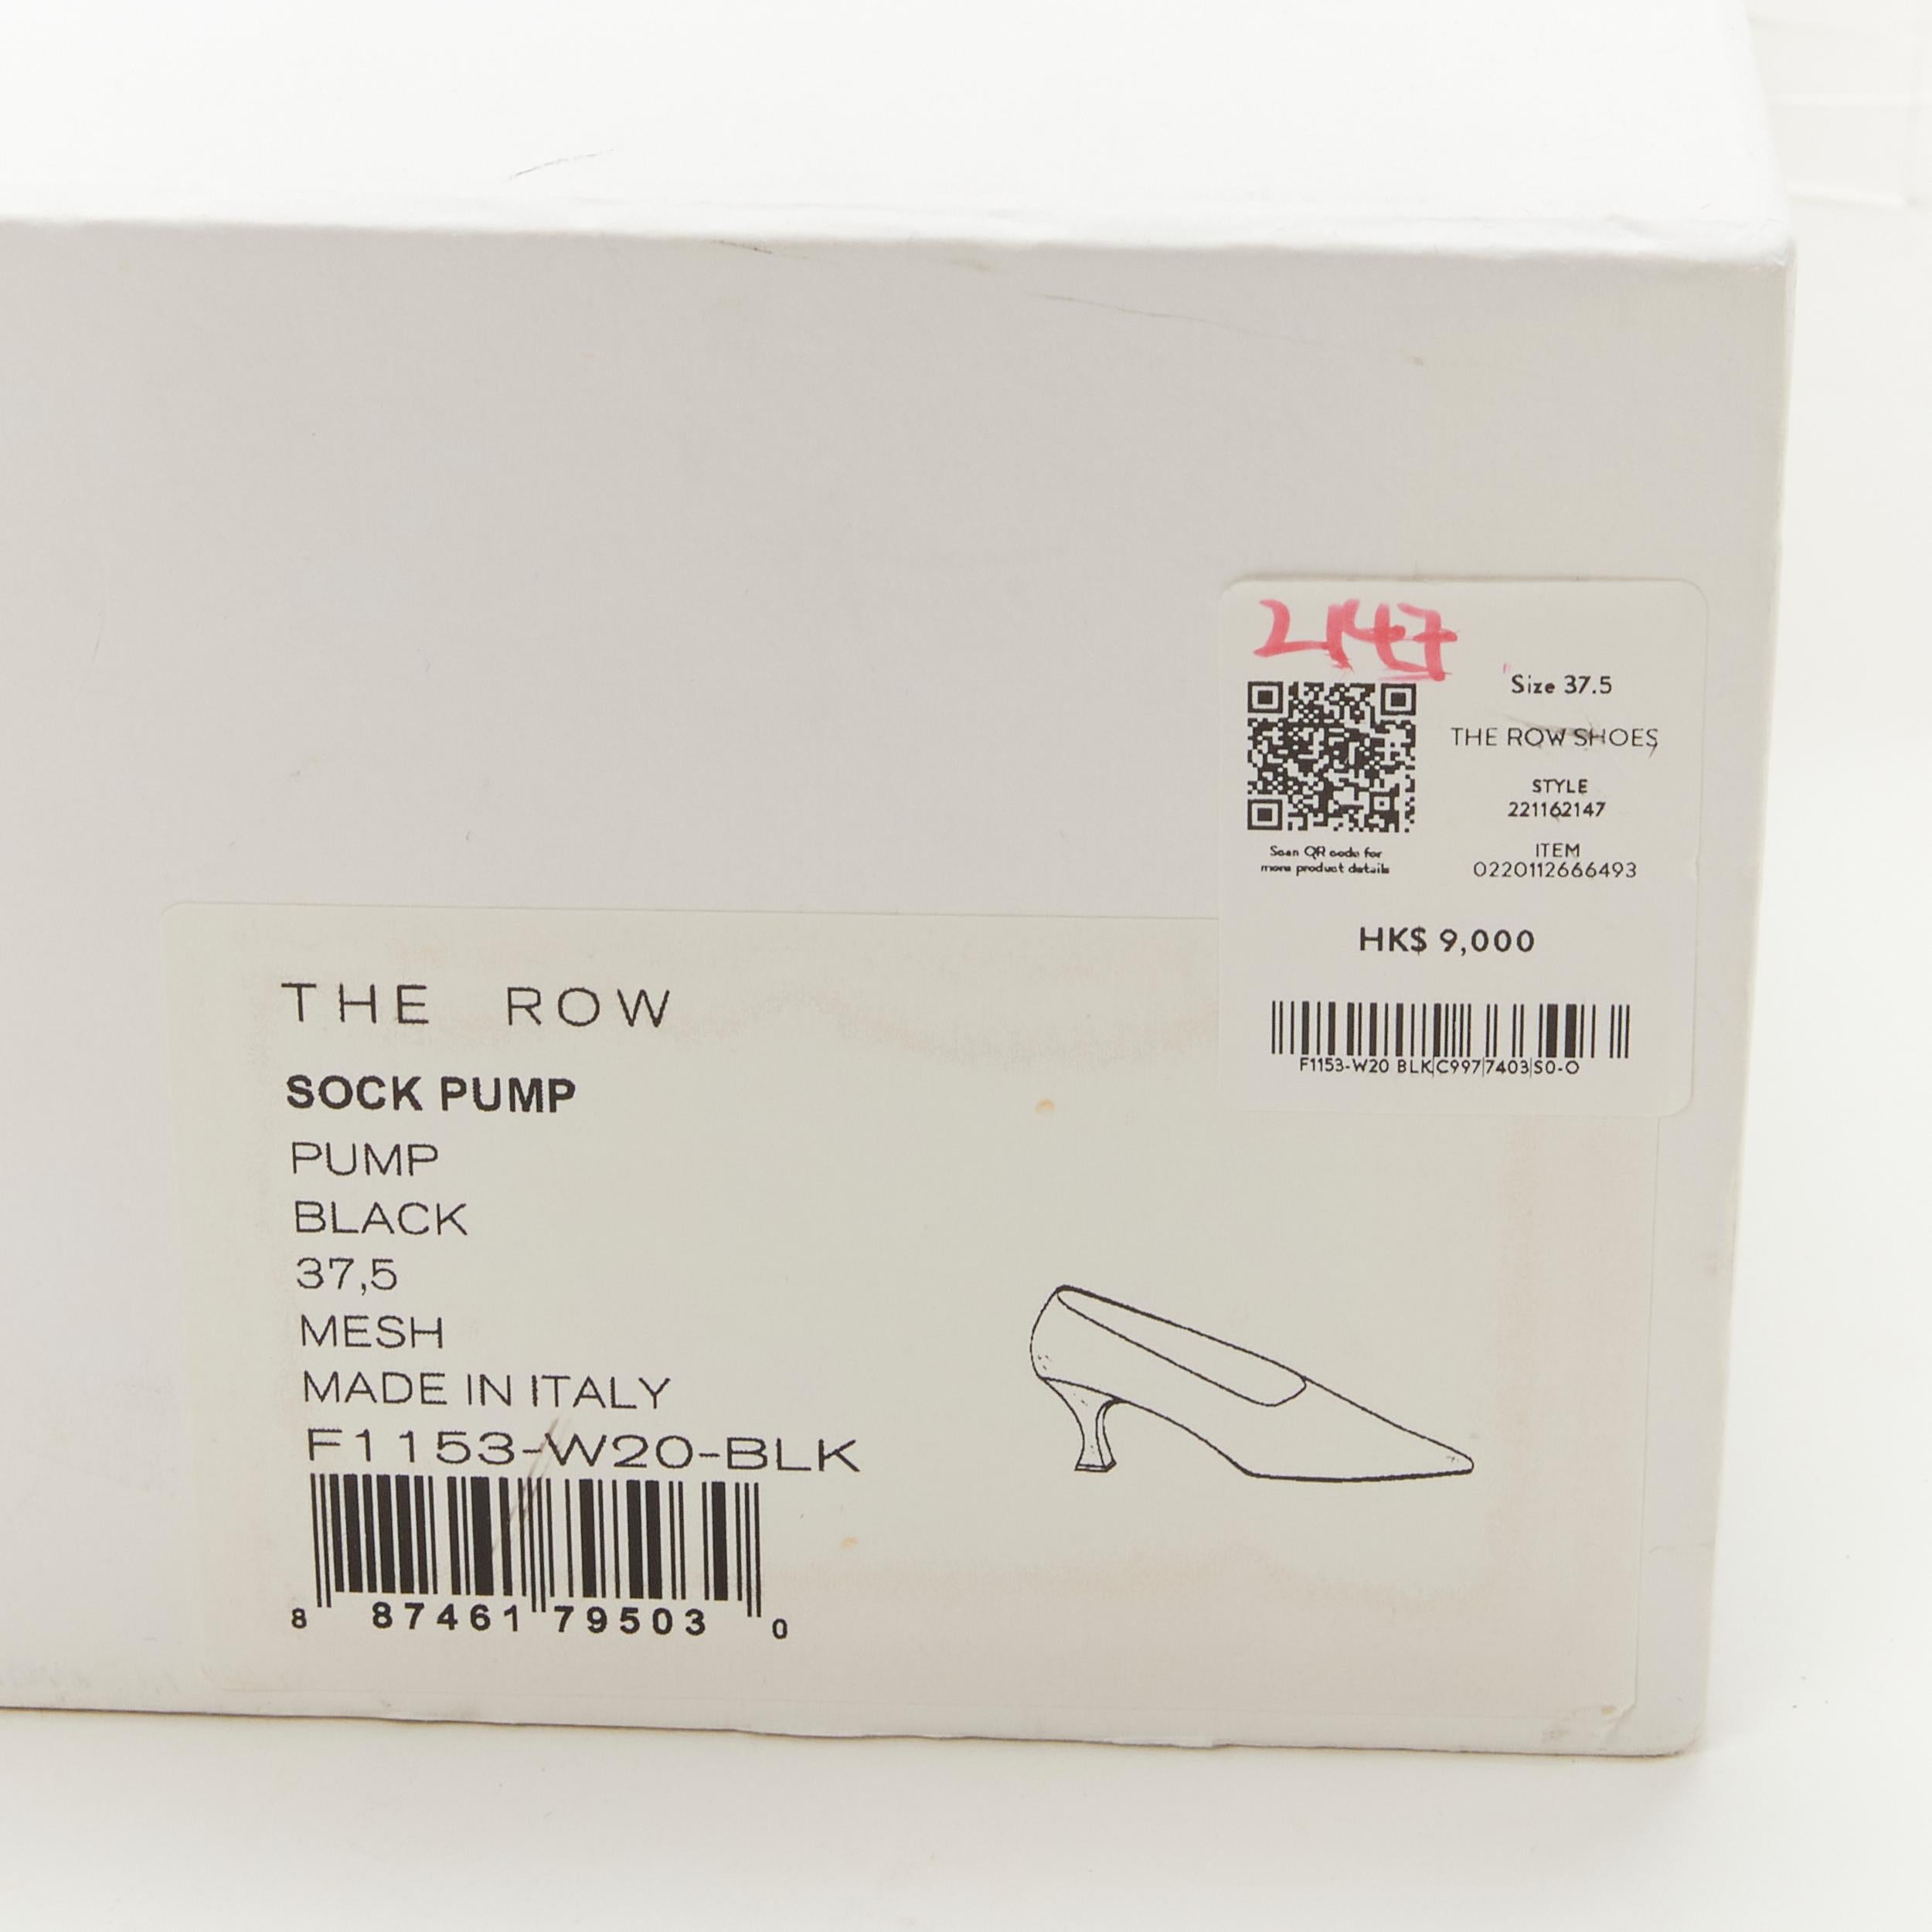 2147
Size 37.5
THE ROW SHOES
STYLE
221162147
Scan QR code for
more product details
ITEM
0220112666493
HK$ 9,000
F1153-W20 BLK|C997|7403|S0-O
THE ROW
SOCK PUMP
PUMP
BLACK
37,5
MESH
MADE IN ITALY
F1153-W20-BLK
8 87461 79503 0